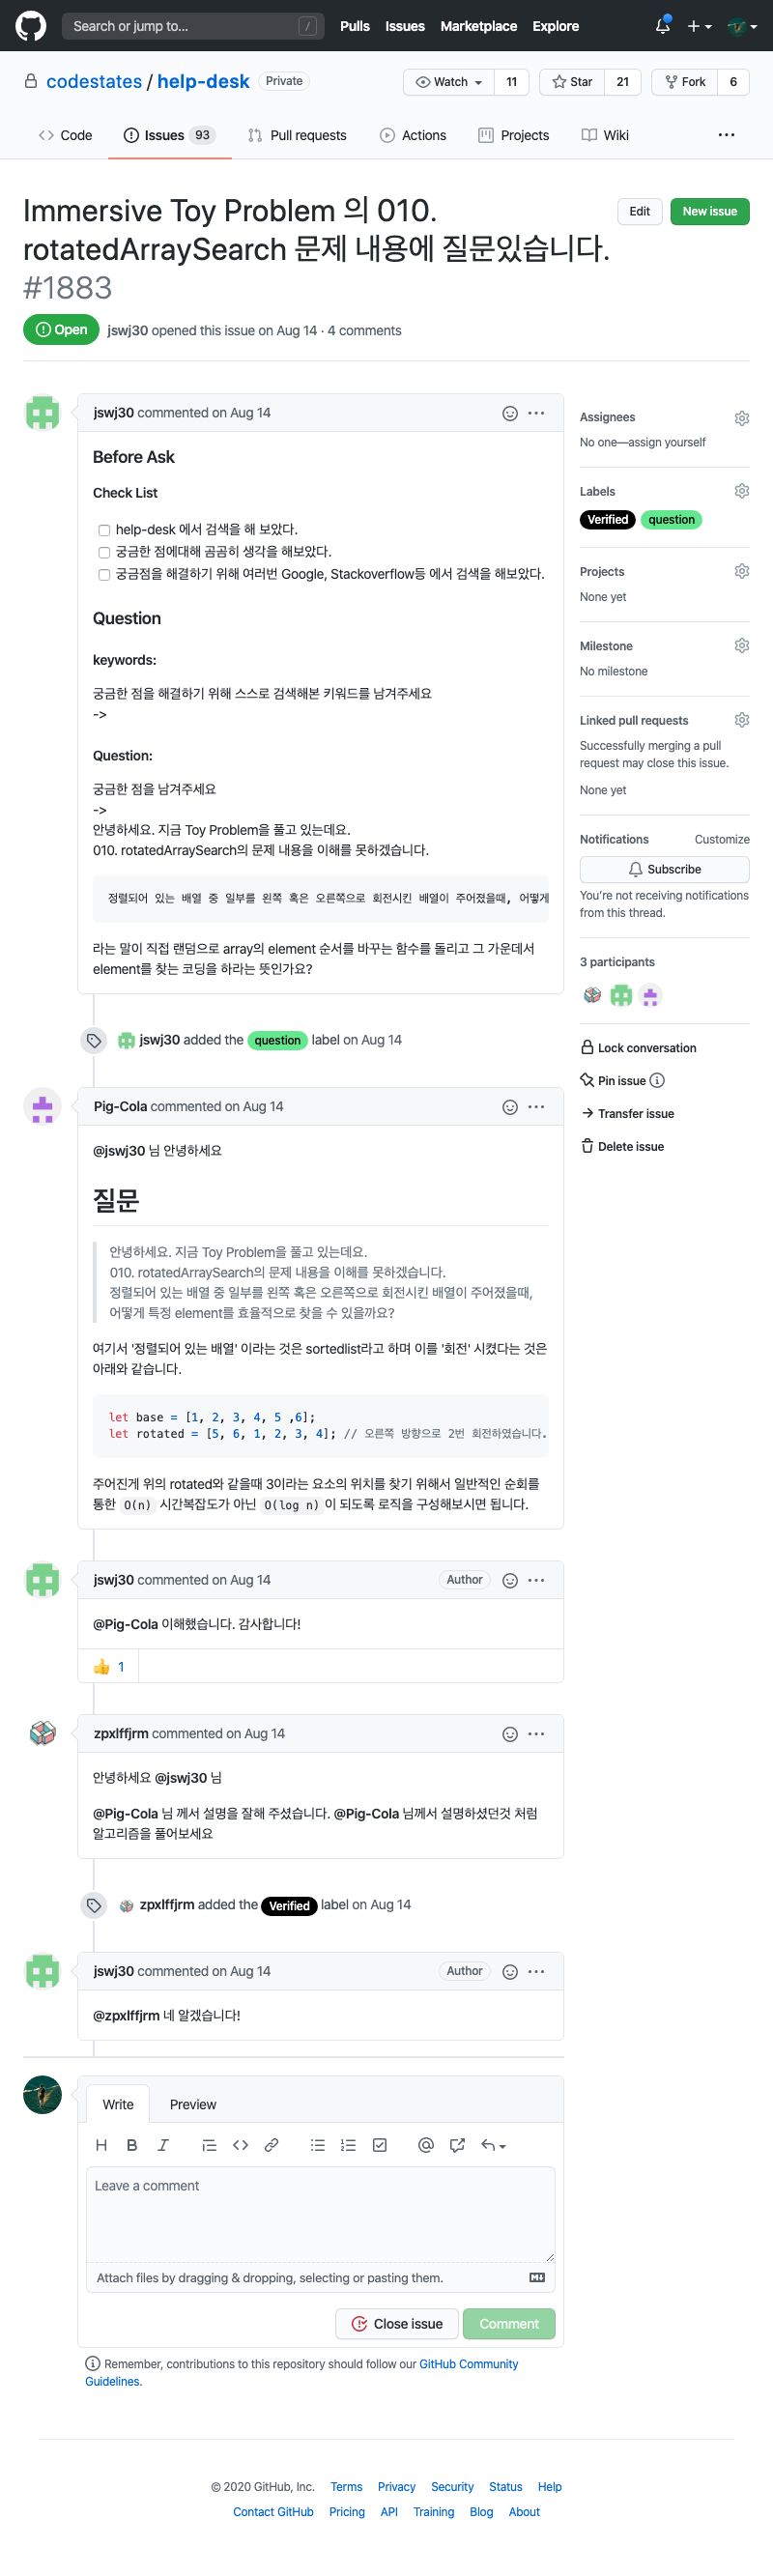 Search or jump to... /
Pulls Issues Marketplace Explore
codestates / help-desk Private
Watch 11 Star 21 Fork 6
Code Issues 93 Pull requests Actions Projects Wiki ...
Immersive Toy Problem 의 010.
rotatedArraySearch 문제 내용에 질문있습니다.
#1883
Edit New issue
Open jswj30 opened this issue on Aug 14 · 4 comments
jswj30 commented on Aug 14
Before Ask
Check List
help-desk 에서 검색을 해 보았다.
궁금한 점에대해 곰곰히 생각을 해보았다.
궁금점을 해결하기 위해 여러번 Google, Stackoverflow등 에서 검색을 해보았다.
Question
keywords:
궁금한 점을 해결하기 위해 스스로 검색해본 키워드를 남겨주세요
->
Question:
궁금한 점을 남겨주세요
->
안녕하세요. 지금 Toy Problem을 풀고 있는데요.
010. rotatedArraySearch의 문제 내용을 이해를 못하겠습니다.
정렬되어 있는 배열 중 일부를 왼쪽 혹은 오른쪽으로 회전시킨 배열이 주어졌을때, 어떻게
라는 말이 직접 랜덤으로 array의 element 순서를 바꾸는 함수를 돌리고 그 가운데서
element를 찾는 코딩을 하라는 뜻인가요?
jswj30 added the question label on Aug 14
Pig-Cola commented on Aug 14
@jswj30 님 안녕하세요
질문
안녕하세요. 지금 Toy Problem을 풀고 있는데요.
010. rotatedArraySearch의 문제 내용을 이해를 못하겠습니다.
정렬되어 있는 배열 중 일부를 왼쪽 혹은 오른쪽으로 회전시킨 배열이 주어졌을때,
어떻게 특정 element를 효율적으로 찾을 수 있을까요?
여기서 '정렬되어 있는 배열' 이라는 것은 sortedlist라고 하며 이를 '회전' 시켰다는 것은
아래와 같습니다.
let base = [1, 2, 3, 4, 5 ,6];
let rotated = [5, 6, 1, 2, 3, 4]; // 오른쪽 방향으로 2번 회전하였습니다.
주어진게 위의 rotated와 같을때 3이라는 요소의 위치를 찾기 위해서 일반적인 순회를
통한 O(n) 시간복잡도가 아닌 O(log n) 이 되도록 로직을 구성해보시면 됩니다.
jswj30 commented on Aug 14 Author
@Pig-Cola 이해했습니다. 감사합니다!
👍 1
zpxlffjrm commented on Aug 14
안녕하세요 @jswj30 님
@Pig-Cola 님 께서 설명을 잘해 주셨습니다. @Pig-Cola 님께서 설명하셨던것 처럼
알고리즘을 풀어보세요
zpxlffjrm added the Verified label on Aug 14
jswj30 commented on Aug 14 Author
@zpxlffjrm 네 알겠습니다!
Write Preview
Leave a comment
Attach files by dragging & dropping, selecting or pasting them.
Close issue Comment
Remember, contributions to this repository should follow our GitHub Community
Guidelines.
Assignees
No one—assign yourself
Labels
Verified question
Projects
None yet
Milestone
No milestone
Linked pull requests
Successfully merging a pull
request may close this issue.
None yet
Notifications Customize
Subscribe
You're not receiving notifications
from this thread.
3 participants
Lock conversation
Pin issue
Transfer issue
Delete issue
© 2020 GitHub, Inc. Terms Privacy Security Status Help
Contact GitHub Pricing API Training Blog About